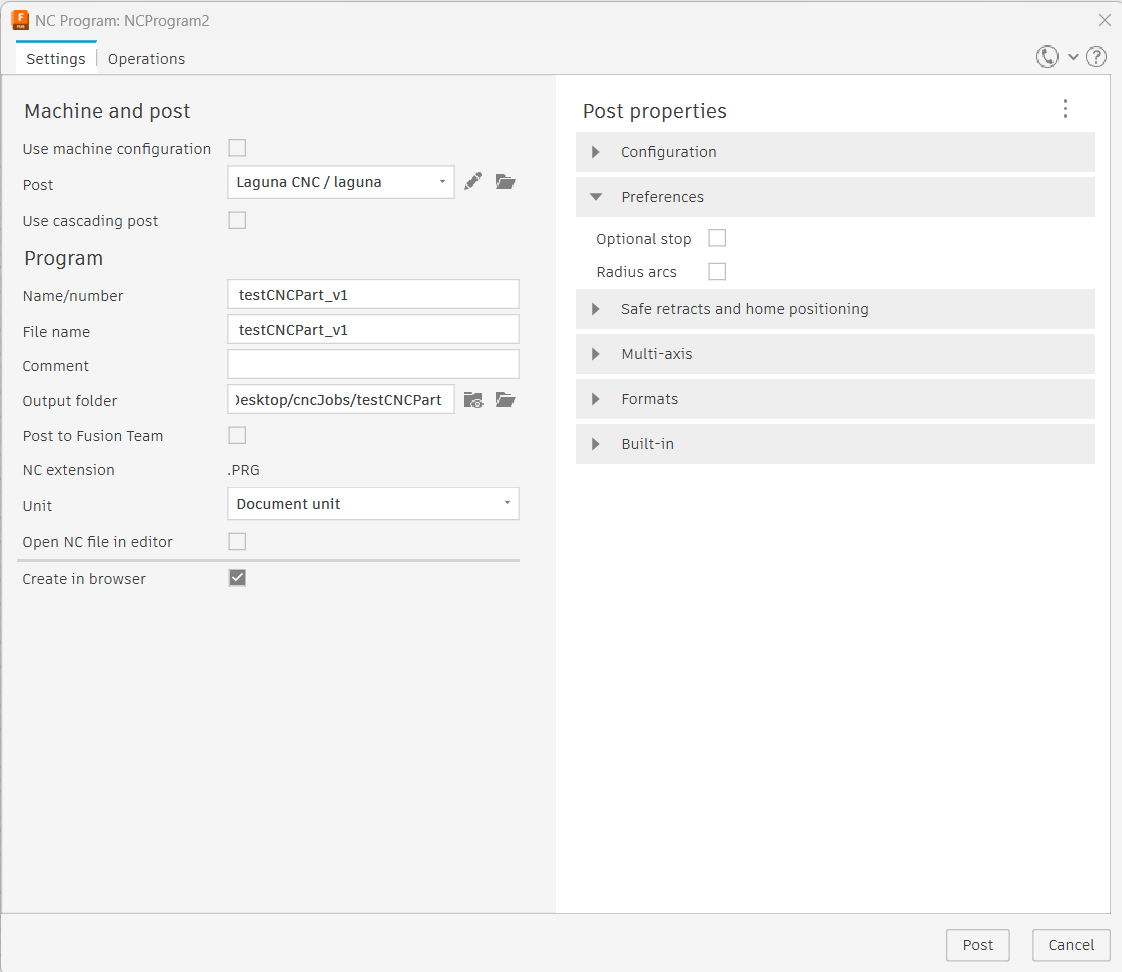 NC Program: NCProgram2
Settings
Operations
Machine and post
Use machine configuration
Post
Laguna CNC / laguna
Use cascading post
Program
Name/number
testCNCPart_v1
File name
testCNCPart_v1
Comment
Output folder
esktop/cncJobs/testCNCPart
Post to Fusion Team
NC extension
.PRG
Unit
Document unit
Open NC file in editor
Create in browser
Post properties
Configuration
Preferences
Optional stop
Radius arcs
Safe retracts and home positioning
Multi-axis
Formats
Built-in
Post
Cancel